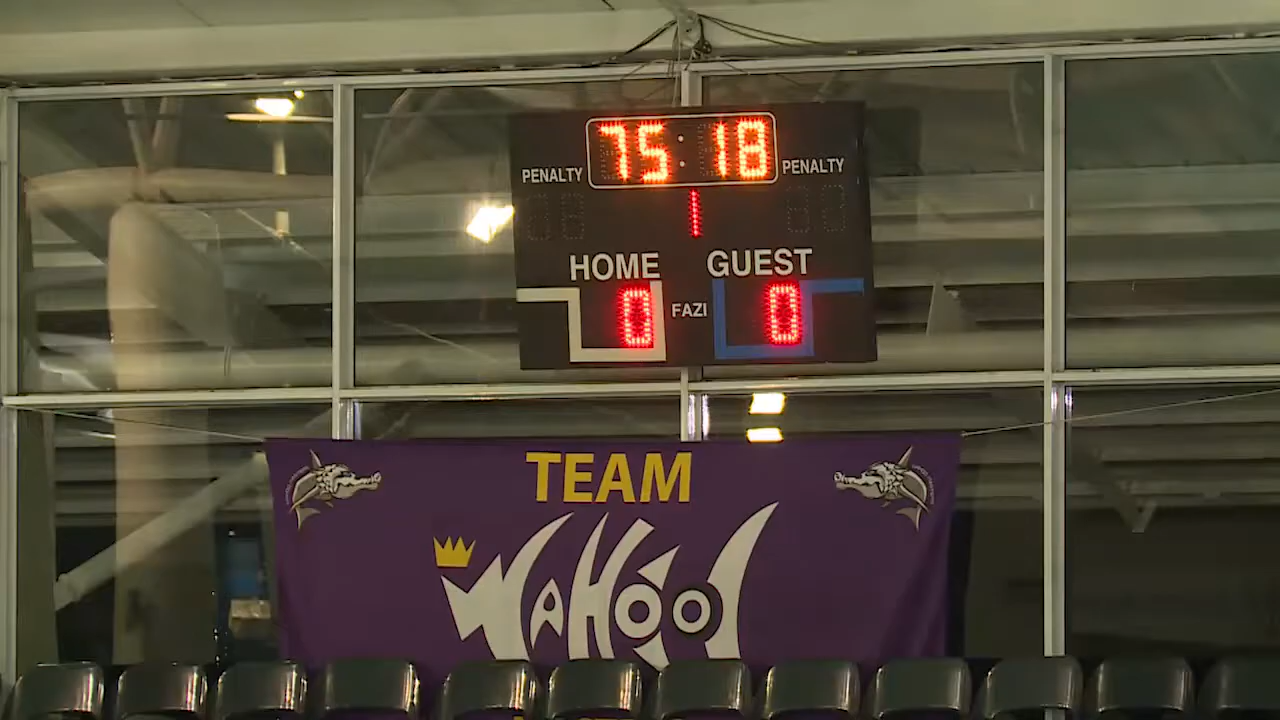 75:18
PENALTY PENALTY
1
HOME GUEST
0 FAZI 0
TEAM
WAHOO!